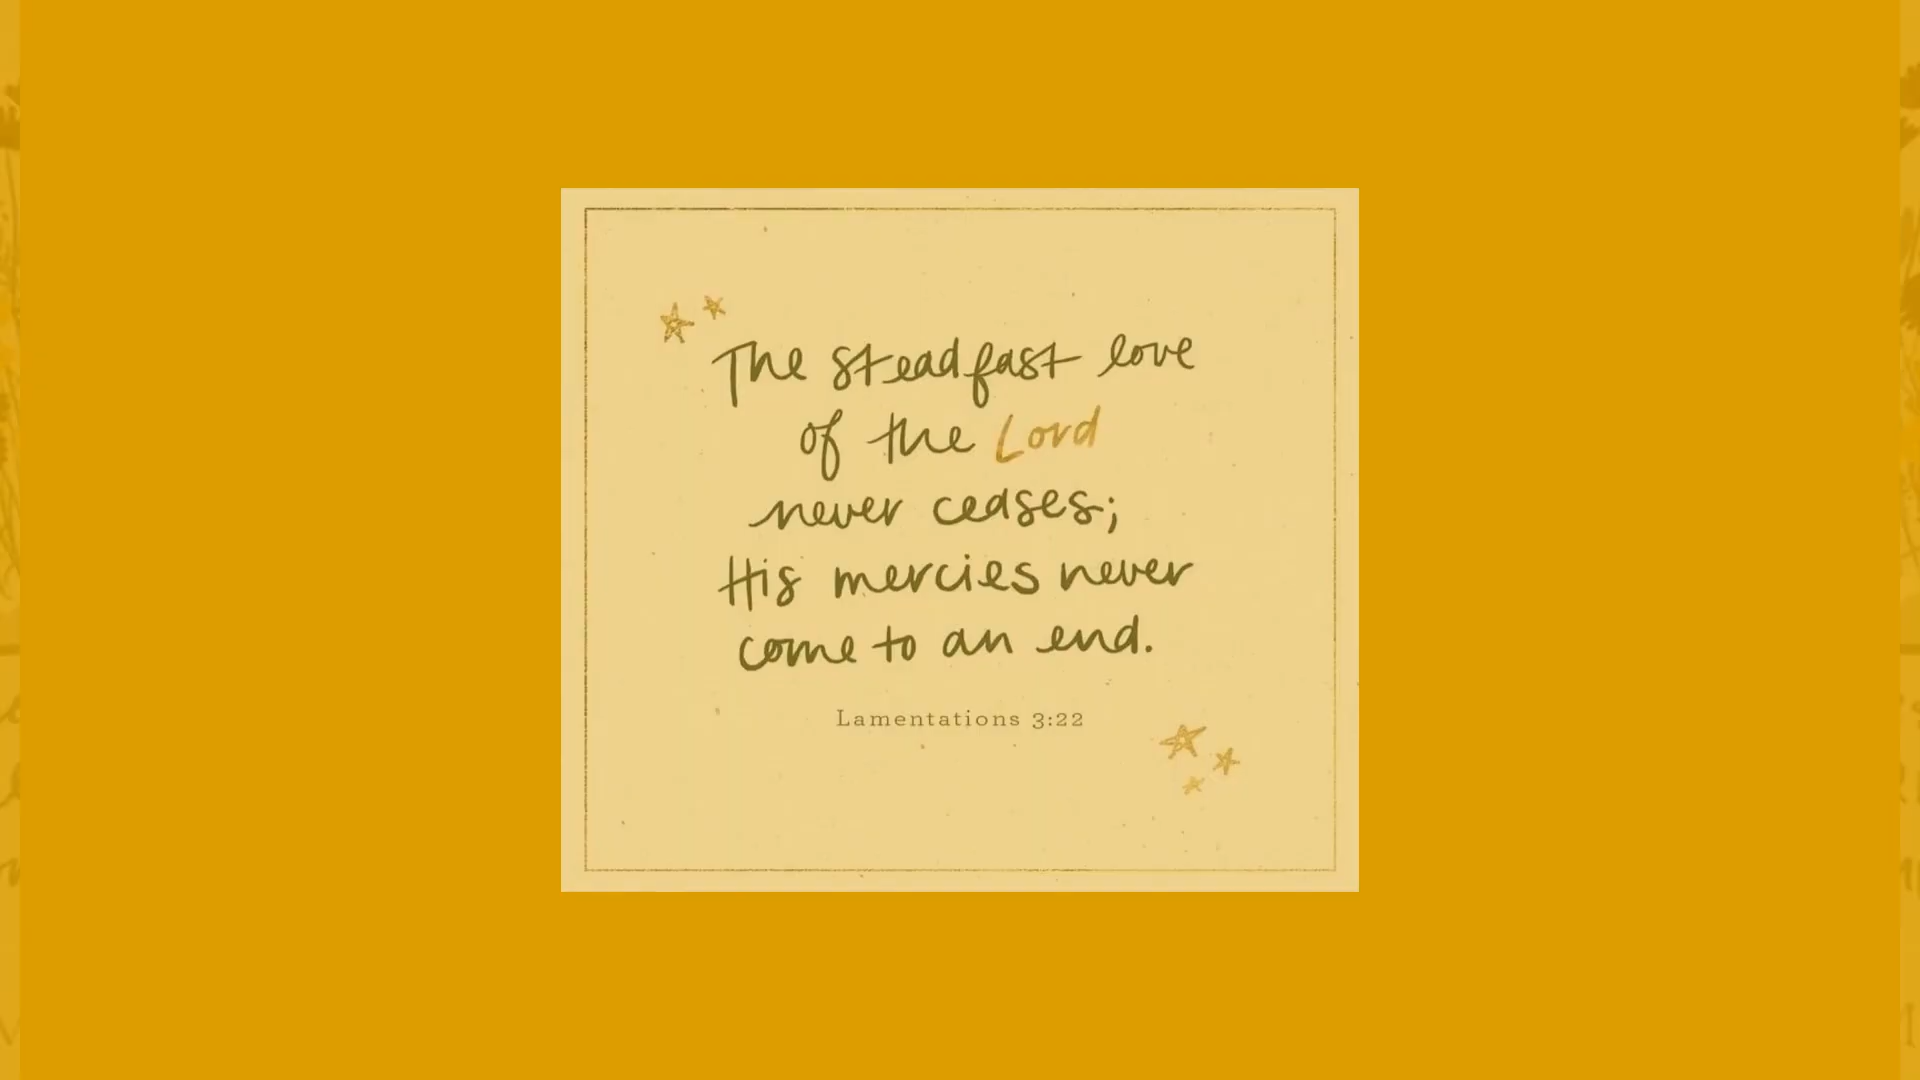 The steadfast love
of the Lord
never ceases;
His mercies never
come to an end.
Lamentations 3:22